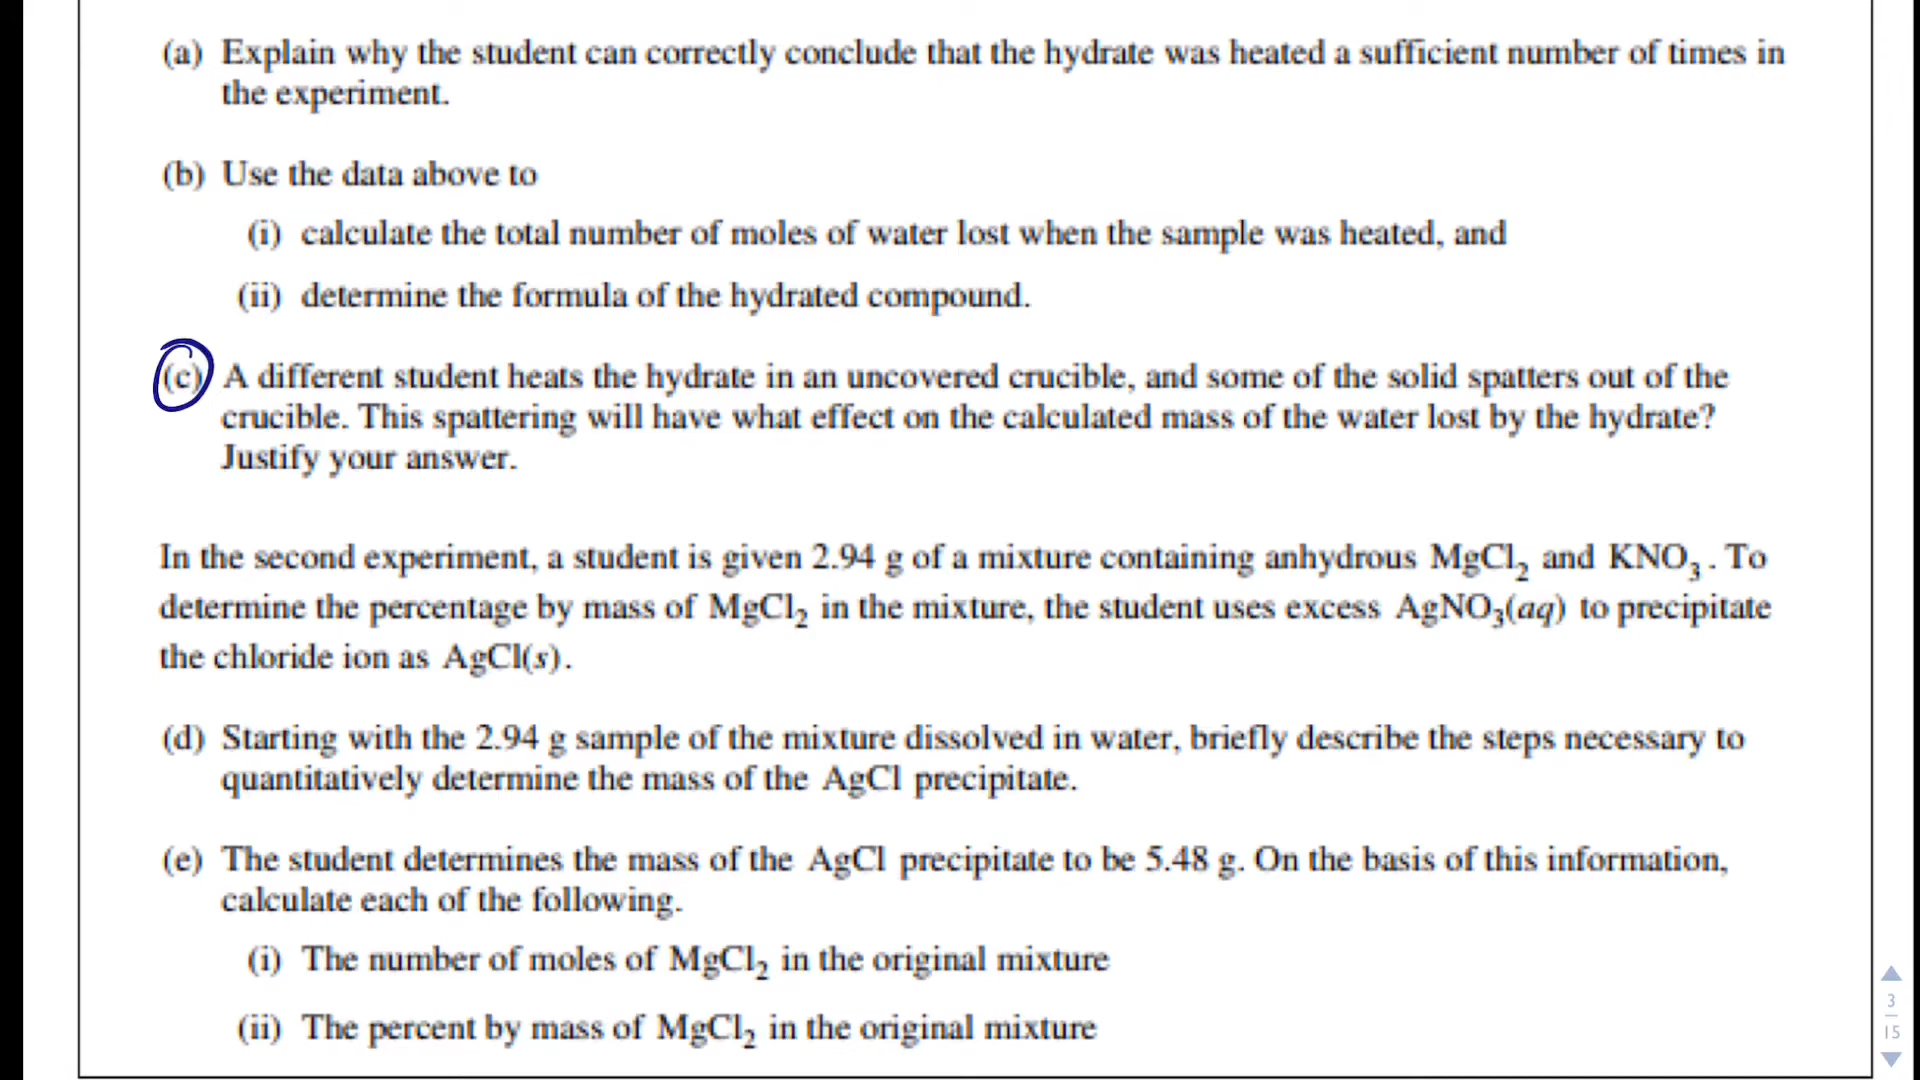 (a) Explain why the student can correctly conclude that the hydrate was heated a sufficient number of times in
the experiment.
(b) Use the data above to
(i) calculate the total number of moles of water lost when the sample was heated, and
(ii) determine the formula of the hydrated compound.
(c) A different student heats the hydrate in an uncovered crucible, and some of the solid spatters out of the
crucible. This spattering will have what effect on the calculated mass of the water lost by the hydrate?
Justify your answer.
In the second experiment, a student is given 2.94 g of a mixture containing anhydrous MgCl₂ and KNO₃. To
determine the percentage by mass of MgCl₂ in the mixture, the student uses excess AgNO₃(aq) to precipitate
the chloride ion as AgCl(s).
(d) Starting with the 2.94 g sample of the mixture dissolved in water, briefly describe the steps necessary to
quantitatively determine the mass of the AgCl precipitate.
(e) The student determines the mass of the AgCl precipitate to be 5.48 g. On the basis of this information,
calculate each of the following.
(i) The number of moles of MgCl₂ in the original mixture
(ii) The percent by mass of MgCl₂ in the original mixture
3
15